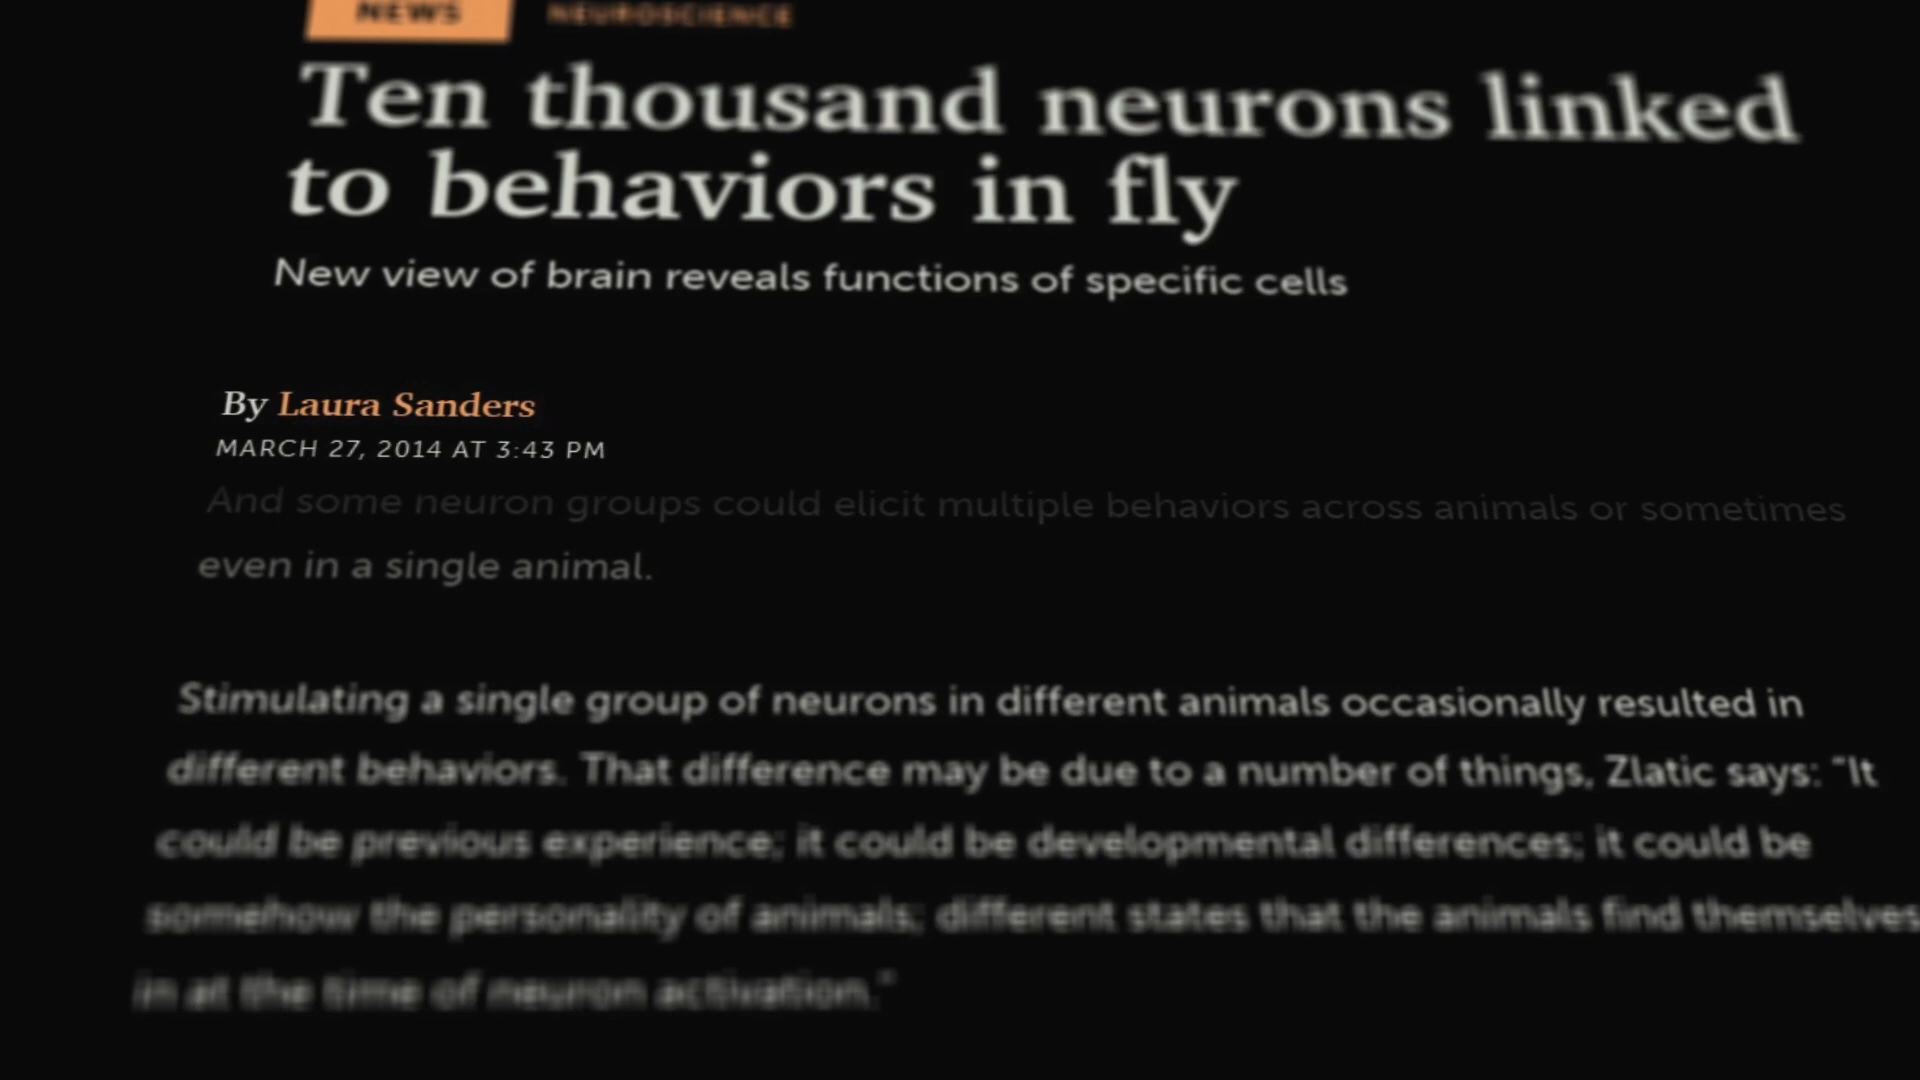 NEWS NEUROSCIENCE
Ten thousand neurons linked
to behaviors in fly
New view of brain reveals functions of specific cells
By Laura Sanders
MARCH 27, 2014 AT 3:43 PM
And some neuron groups could elicit multiple behaviors across animals or sometimes
even in a single animal.
Stimulating a single group of neurons in different animals occasionally resulted in
different behaviors. That difference may be due to a number of things, Zlatic says: “It
could be previous experience; it could be developmental differences; it could be
somehow the personality of animals; different states that the animals find themselves
in at the time of neuron activation.”